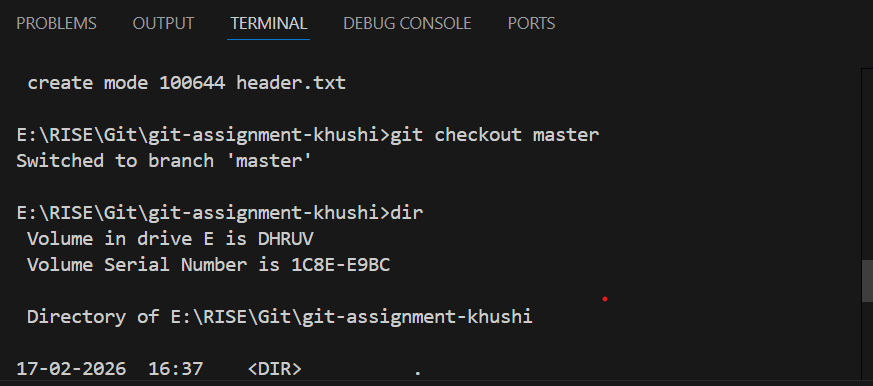 PROBLEMS OUTPUT TERMINAL DEBUG CONSOLE PORTS
create mode 100644 header.txt
E:\RISE\Git\git-assignment-khushi>git checkout master
Switched to branch 'master'
E:\RISE\Git\git-assignment-khushi>dir
Volume in drive E is DHRUV
Volume Serial Number is 1C8E-E9BC
Directory of E:\RISE\Git\git-assignment-khushi
17-02-2026 16:37 <DIR> .